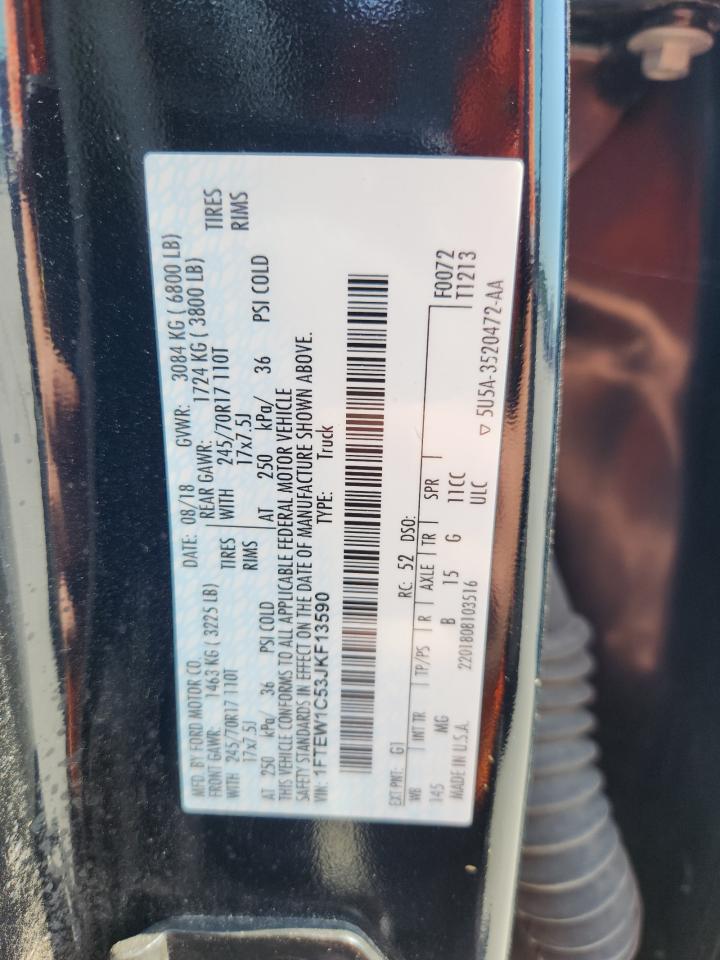 MFD. BY FORD MOTOR CO. DATE: 08/18 GVWR: 3084 KG ( 6800 LB)
FRONT GAWR: 1463 KG ( 3225 LB) REAR GAWR: 1724 KG ( 3800 LB)
WITH 245/70R17 110T TIRES WITH 245/70R17 110T TIRES
17x7.5J RIMS 17x7.5J RIMS
AT 250 kPa/ 36 PSI COLD AT 250 kPa/ 36 PSI COLD
THIS VEHICLE CONFORMS TO ALL APPLICABLE FEDERAL MOTOR VEHICLE
SAFETY STANDARDS IN EFFECT ON THE DATE OF MANUFACTURE SHOWN ABOVE.
VIN: 1FTEW1C53JKF13590 TYPE: Truck
EXT PNT: G1 RC: 52 DSO: F0072
WB INT TR TP/PS R AXLE TR SPR T1213
145 MG B 15 G 11CC
MADE IN U.S.A. 2201808103516 ULC ▽ 5U5A-3520472-AA